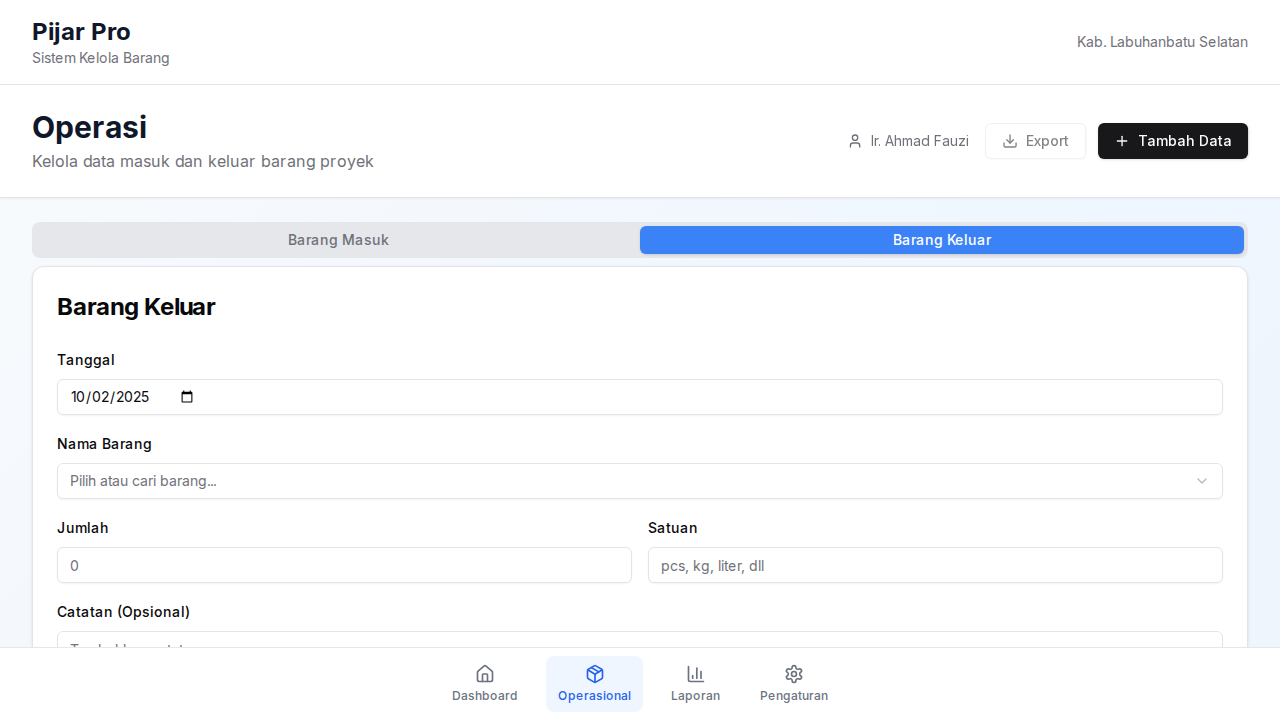 Pijar Pro
Sistem Kelola Barang
Kab. Labuhanbatu Selatan
Operasi
Kelola data masuk dan keluar barang proyek
Ir. Ahmad Fauzi
Export
Tambah Data
Barang Masuk
Barang Keluar
Barang Keluar
Tanggal
10/02/2025
Nama Barang
Pilih atau cari barang...
Jumlah
Satuan
0
pcs, kg, liter, dll
Catatan (Opsional)
Dashboard
Operasional
Laporan
Pengaturan